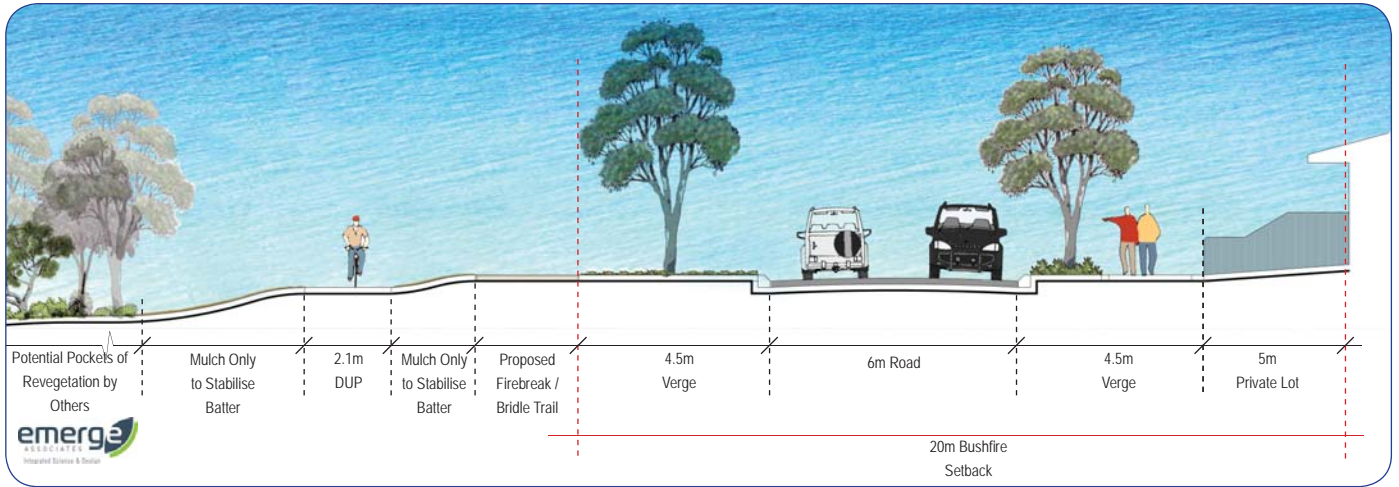 Potential Pockets of
Revegetation by
Others
Mulch Only
to Stabilise
Batter
2.1m
DUP
Mulch Only
to Stabilise
Batter
Proposed
Firebreak /
Bridle Trail
4.5m
Verge
6m Road
4.5m
Verge
5m
Private Lot
20m Bushfire
Setback
emerge
ASSOCIATES
Integrated Science & Design